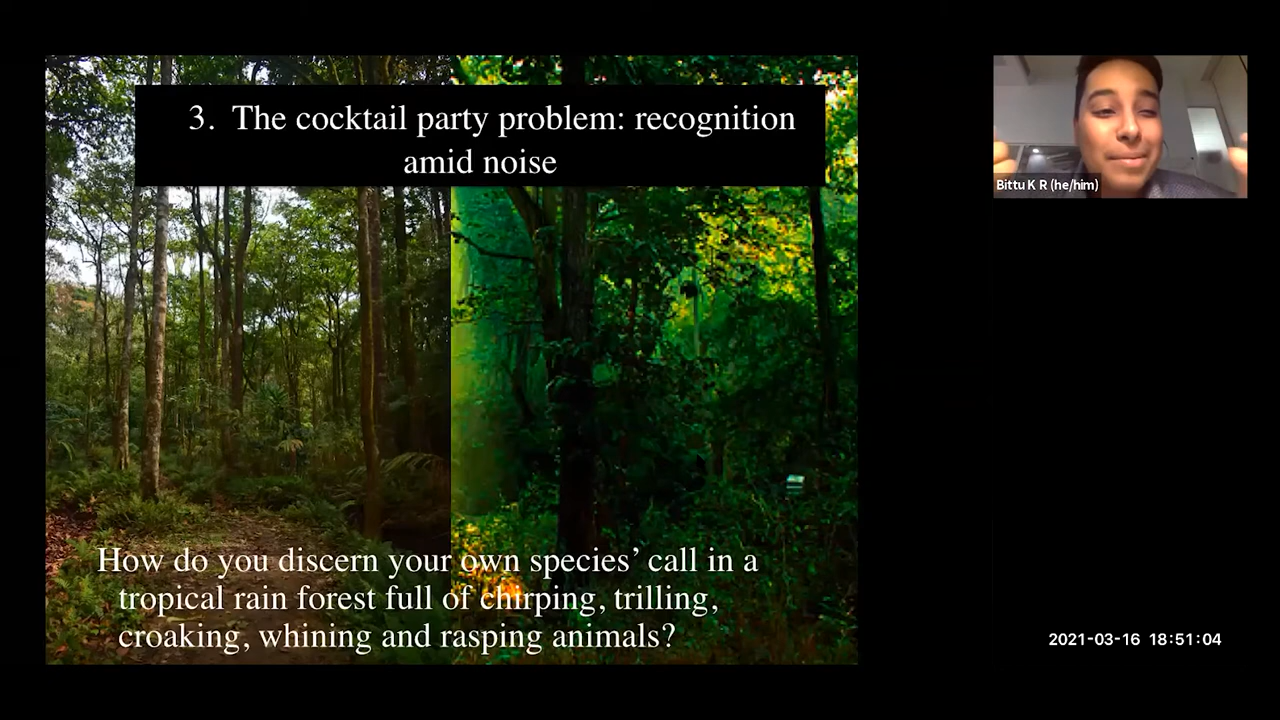 3. The cocktail party problem: recognition
amid noise
Bittu K R (he/him)
How do you discern your own species’ call in a
tropical rain forest full of chirping, trilling,
croaking, whining and rasping animals?
2021-03-16 18:51:04